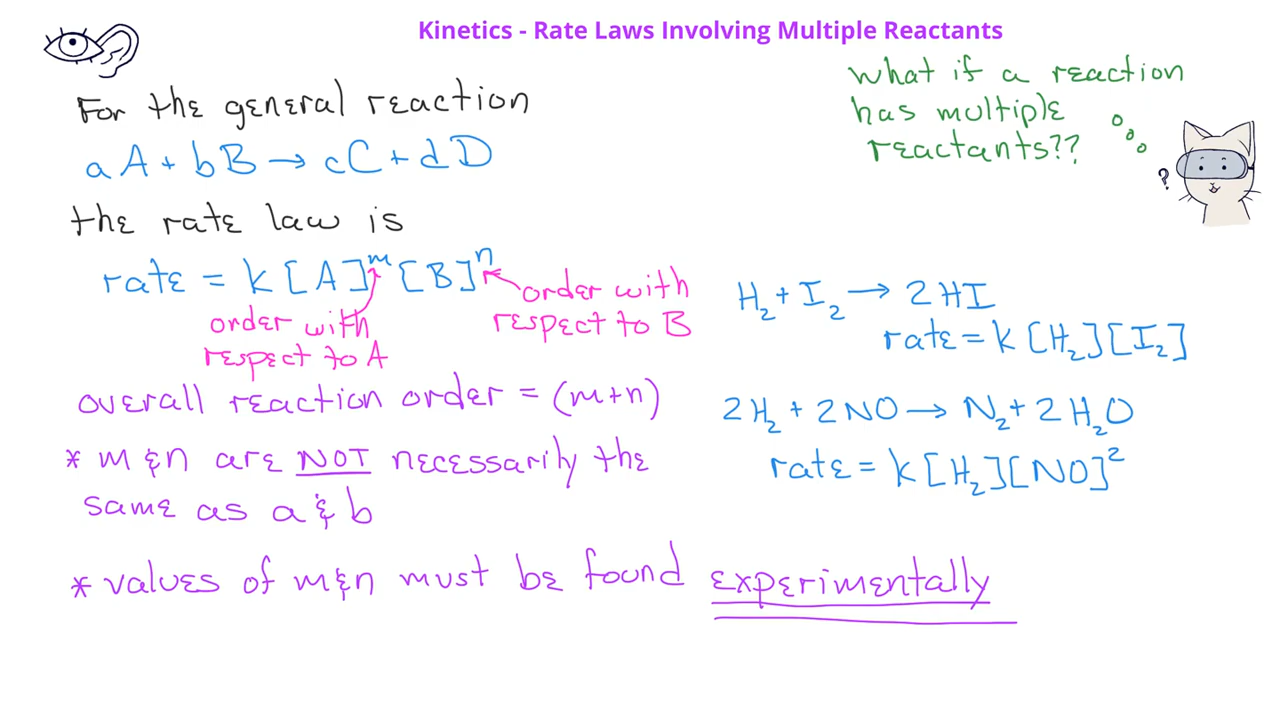 Kinetics - Rate Laws Involving Multiple Reactants
For the general reaction
aA + bB → cC + dD
the rate law is
rate = k[A]ᵐ[B]ⁿ
order with
respect to A
order with
respect to B
overall reaction order = (m+n)
* m & n are NOT necessarily the
same as a & b
* values of m & n must be found experimentally
what if a reaction
has multiple
reactants??
?
H₂ + I₂ → 2HI
rate = k[H₂][I₂]
2H₂ + 2NO → N₂ + 2H₂O
rate = k[H₂][NO]²